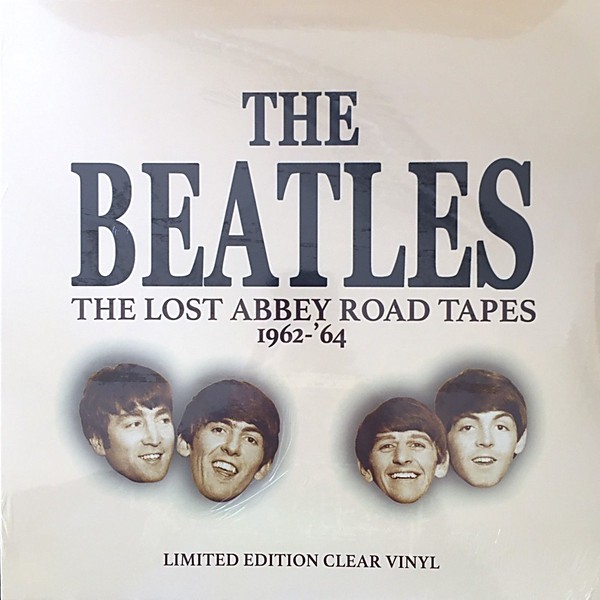 THE
BEATLES
THE LOST ABBEY ROAD TAPES
1962-'64
LIMITED EDITION CLEAR VINYL